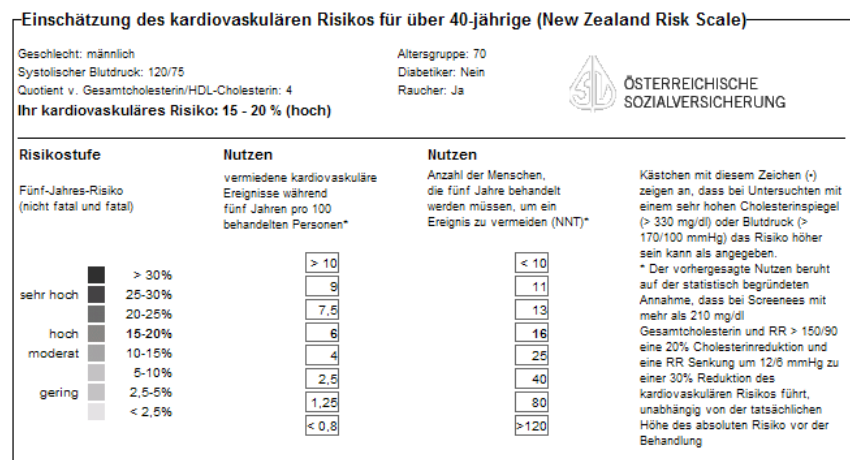 Einschätzung des kardiovaskulären Risikos für über 40-jährige (New Zealand Risk Scale)
Geschlecht: männlich
Altersgruppe: 70
Systolischer Blutdruck: 120/75
Diabetiker: Nein
Quotient v. Gesamtcholesterin/HDL-Cholesterin: 4
Raucher: Ja
Ihr kardiovaskuläres Risiko: 15 - 20 % (hoch)
ÖSTERREICHISCHE
SOZIALVERSICHERUNG
Risikostufe
Fünf-Jahres-Risiko
(nicht fatal und fatal)
> 30%
sehr hoch 25-30%
20-25%
hoch 15-20%
moderat 10-15%
5-10%
gering 2,5-5%
< 2,5%
Nutzen
vermiedene kardiovaskuläre
Ereignisse während
fünf Jahren pro 100
behandelten Personen*
> 10
9
7,5
6
4
2,5
1,25
< 0,8
Nutzen
Anzahl der Menschen,
die fünf Jahre behandelt
werden müssen, um ein
Ereignis zu vermeiden (NNT)*
< 10
11
13
16
25
40
80
>120
Kästchen mit diesem Zeichen (•)
zeigen an, dass bei Untersuchten mit
einem sehr hohen Cholesterinspiegel
(> 330 mg/dl) oder Blutdruck (>
170/100 mmHg) das Risiko höher
sein kann als angegeben.
* Der vorhergesagte Nutzen beruht
auf der statistisch begründeten
Annahme, dass bei Screenees mit
mehr als 210 mg/dl
Gesamtcholesterin und RR > 150/90
eine 20% Cholesterinreduktion und
eine RR Senkung um 12/6 mmHg zu
einer 30% Reduktion des
kardiovaskulären Risikos führt,
unabhängig von der tatsächlichen
Höhe des absoluten Risiko vor der
Behandlung